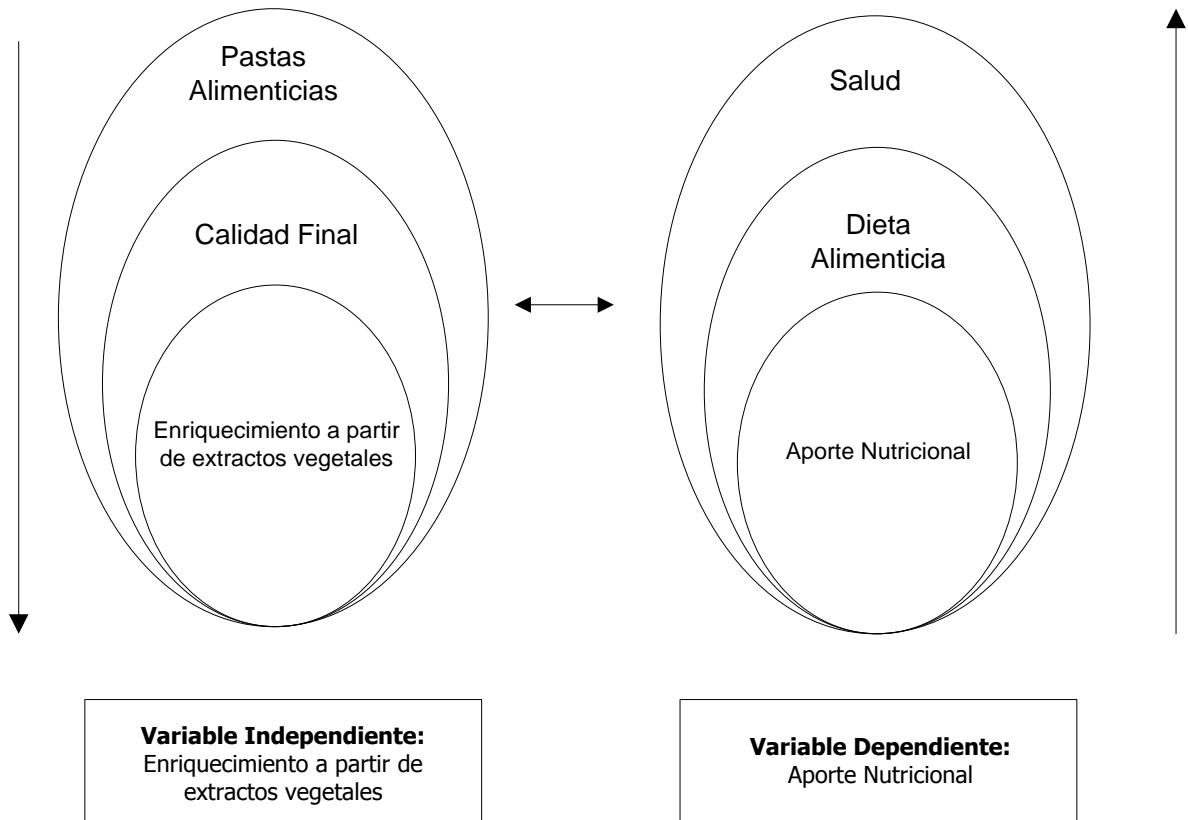 Pastas
Alimenticias
Calidad Final
Enriquecimiento a partir
de extractos vegetales
Salud
Dieta
Alimenticia
Aporte Nutricional
Variable Independiente:
Enriquecimiento a partir de
extractos vegetales
Variable Dependiente:
Aporte Nutricional